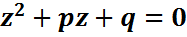 z² + pz + q = 0